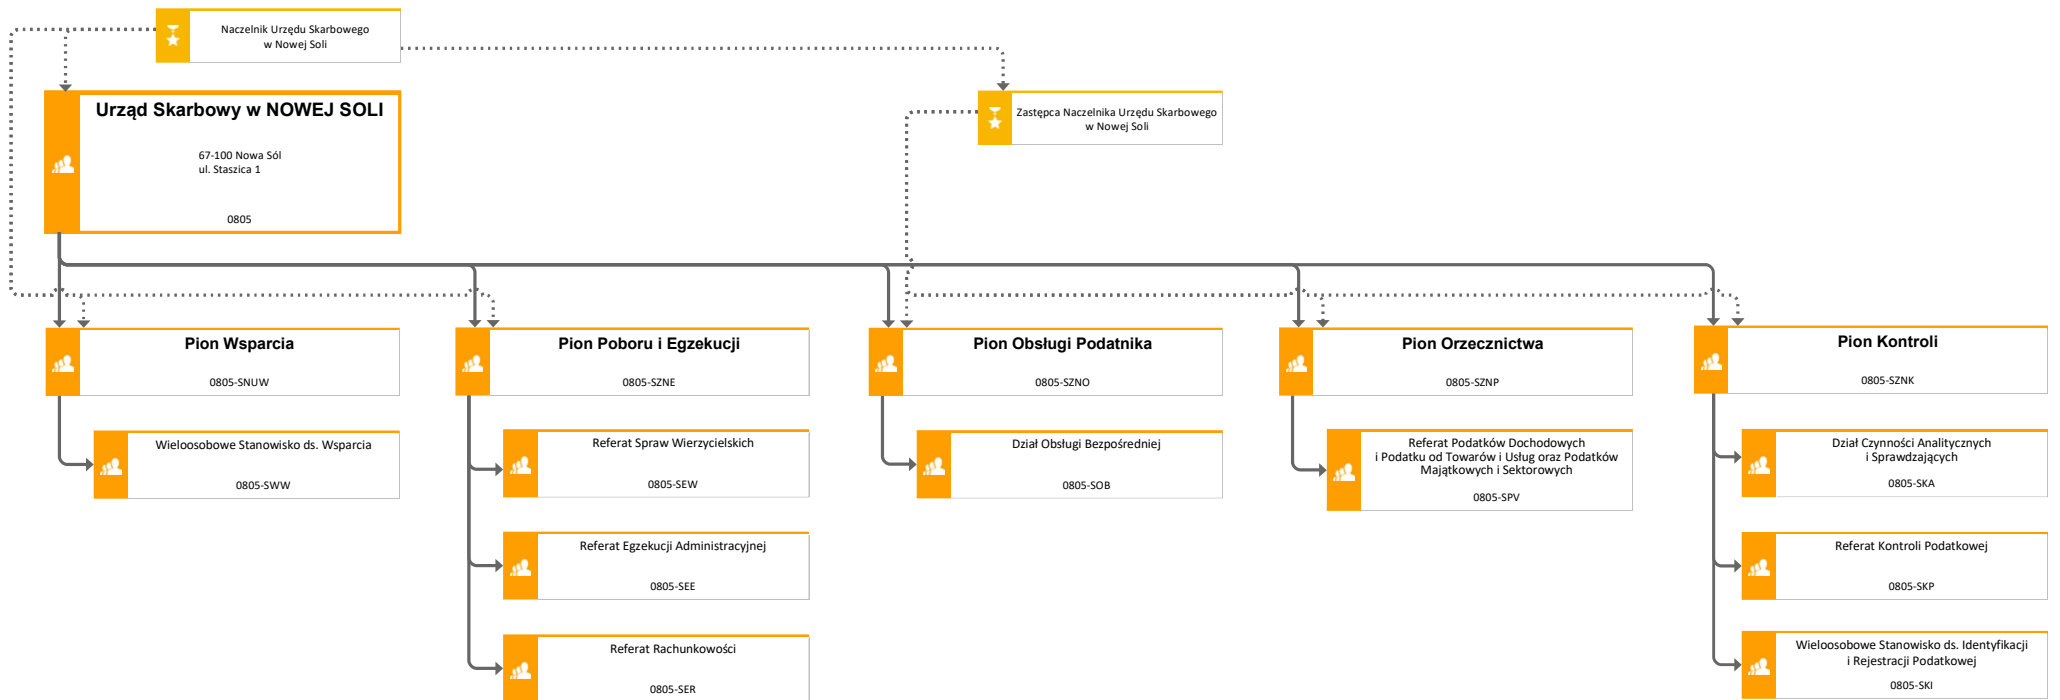 Naczelnik Urzędu Skarbowego
w Nowej Soli
Urząd Skarbowy w NOWEJ SOLI
67-100 Nowa Sól
ul. Staszica 1
0805
Zastępca Naczelnika Urzędu Skarbowego
w Nowej Soli
Pion Wsparcia
0805-SNUW
Pion Poboru i Egzekucji
0805-SZNE
Pion Obsługi Podatnika
0805-SZNO
Pion Orzecznictwa
0805-SZNP
Pion Kontroli
0805-SZNK
Wieloosobowe Stanowisko ds. Wsparcia
0805-SWW
Referat Spraw Wierzycielskich
0805-SEW
Dział Obsługi Bezpośredniej
0805-SOB
Referat Podatków Dochodowych
i Podatku od Towarów i Usług oraz Podatków
Majątkowych i Sektorowych
0805-SPV
Dział Czynności Analitycznych
i Sprawdzających
0805-SKA
Referat Egzekucji Administracyjnej
0805-SEE
Referat Kontroli Podatkowej
0805-SKP
Referat Rachunkowości
0805-SER
Wieloosobowe Stanowisko ds. Identyfikacji
i Rejestracji Podatkowej
0805-SKI